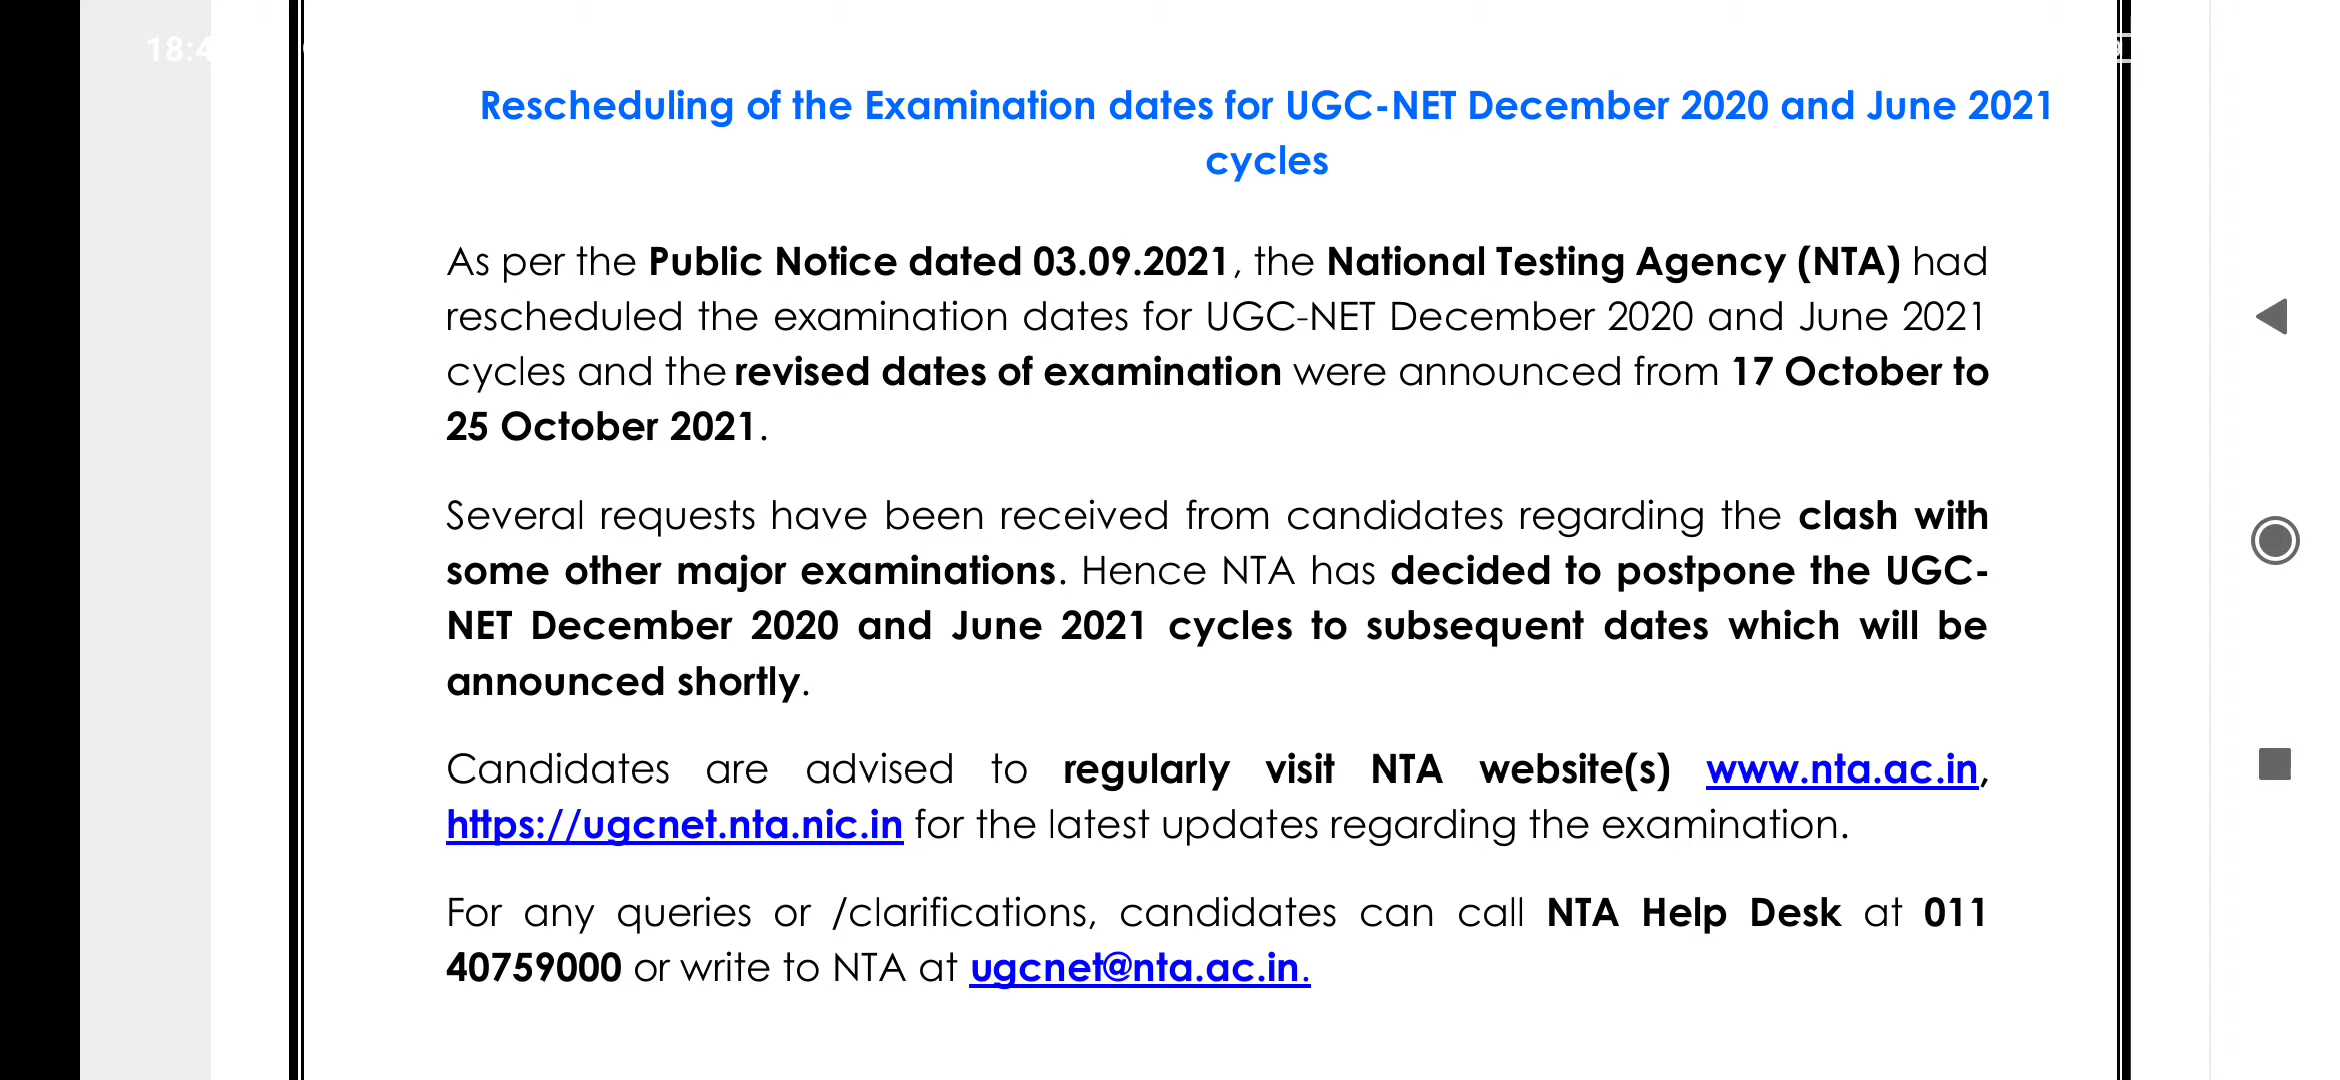 18:4
Rescheduling of the Examination dates for UGC-NET December 2020 and June 2021
cycles
As per the Public Notice dated 03.09.2021, the National Testing Agency (NTA) had
rescheduled the examination dates for UGC-NET December 2020 and June 2021
cycles and the revised dates of examination were announced from 17 October to
25 October 2021.
Several requests have been received from candidates regarding the clash with
some other major examinations. Hence NTA has decided to postpone the UGC-
NET December 2020 and June 2021 cycles to subsequent dates which will be
announced shortly.
Candidates are advised to regularly visit NTA website(s) www.nta.ac.in,
https://ugcnet.nta.nic.in for the latest updates regarding the examination.
For any queries or /clarifications, candidates can call NTA Help Desk at 011
40759000 or write to NTA at ugcnet@nta.ac.in.